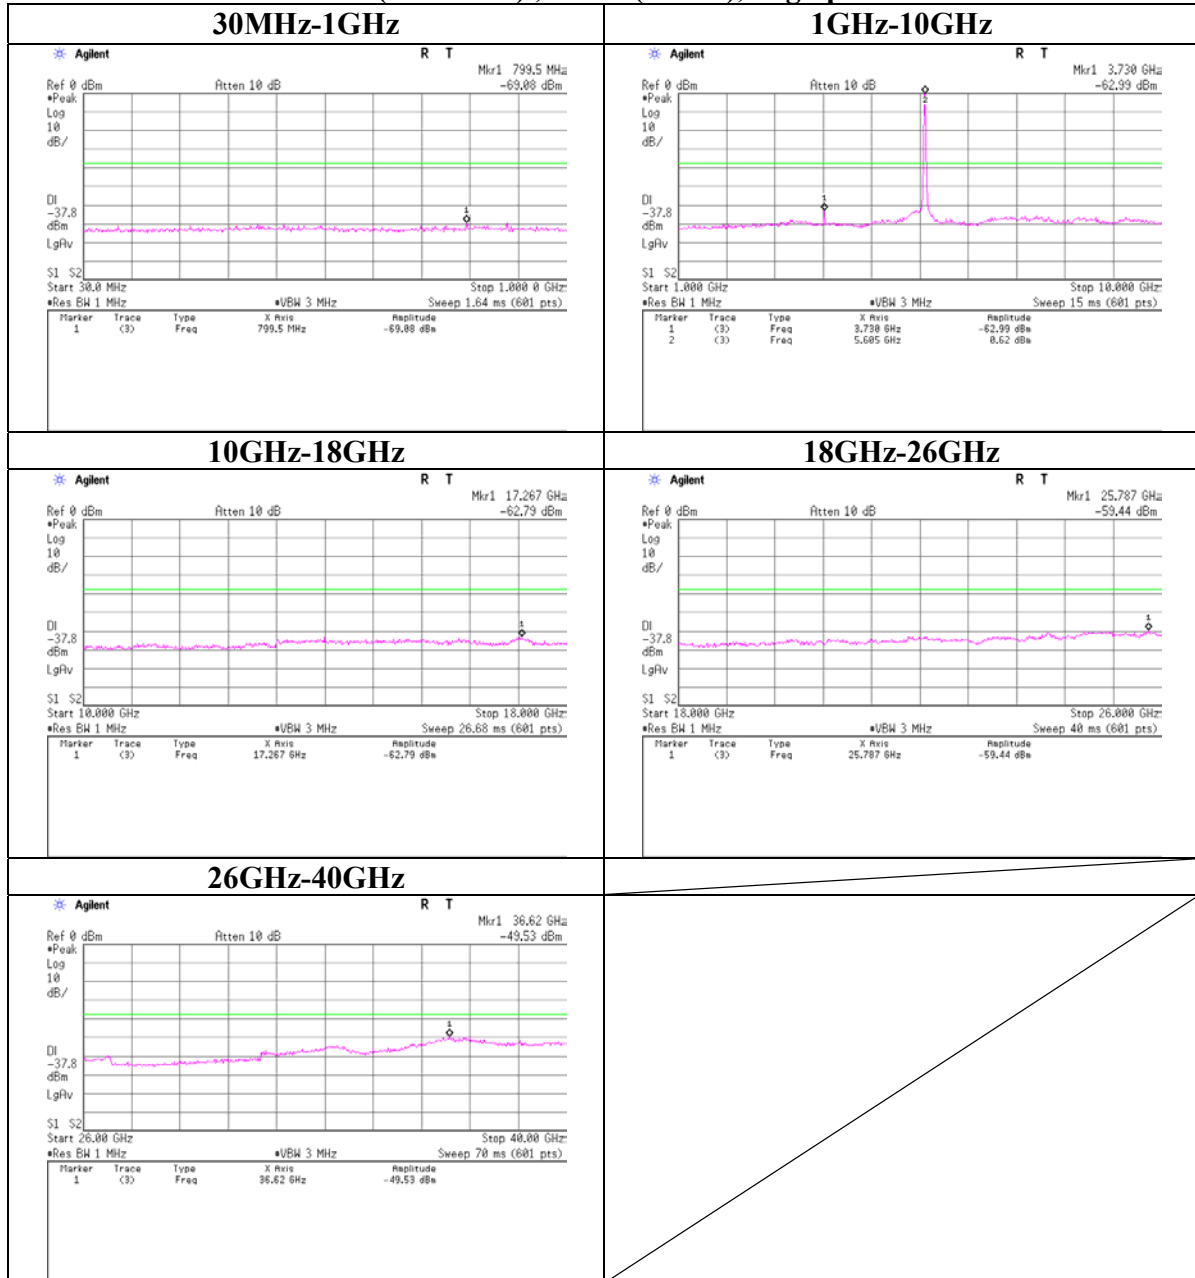 30MHz-1GHz 1GHz-10GHz
Agilent R T
Mkr1 799.5 MHz
Ref 0 dBm Atten 10 dB -69.08 dBm
#Peak
Log
10
dB/
1
DI
-37.8
dBm
LgAv
S1 S2
Start 30.0 MHz Stop 1.000 0 GHz
#Res BW 1 MHz #VBW 3 MHz Sweep 1.64 ms (601 pts)
Marker Trace Type X Axis Amplitude
1 (3) Freq 799.5 MHz -69.08 dBm
Agilent R T
Mkr1 3.730 GHz
Ref 0 dBm Atten 10 dB -62.99 dBm
#Peak
Log
10
dB/
2
1
DI
-37.8
dBm
LgAv
S1 S2
Start 1.000 GHz Stop 10.000 GHz
#Res BW 1 MHz #VBW 3 MHz Sweep 15 ms (601 pts)
Marker Trace Type X Axis Amplitude
1 (3) Freq 3.730 GHz -62.99 dBm
2 (3) Freq 5.605 GHz 0.62 dBm
10GHz-18GHz 18GHz-26GHz
Agilent R T
Mkr1 17.267 GHz
Ref 0 dBm Atten 10 dB -62.79 dBm
#Peak
Log
10
dB/
1
DI
-37.8
dBm
LgAv
S1 S2
Start 10.000 GHz Stop 18.000 GHz
#Res BW 1 MHz #VBW 3 MHz Sweep 26.68 ms (601 pts)
Marker Trace Type X Axis Amplitude
1 (3) Freq 17.267 GHz -62.79 dBm
Agilent R T
Mkr1 25.787 GHz
Ref 0 dBm Atten 10 dB -59.44 dBm
#Peak
Log
10
dB/
1
DI
-37.8
dBm
LgAv
S1 S2
Start 18.000 GHz Stop 26.000 GHz
#Res BW 1 MHz #VBW 3 MHz Sweep 40 ms (601 pts)
Marker Trace Type X Axis Amplitude
1 (3) Freq 25.787 GHz -59.44 dBm
26GHz-40GHz
Agilent R T
Mkr1 36.62 GHz
Ref 0 dBm Atten 10 dB -49.53 dBm
#Peak
Log
10
dB/
1
DI
-37.8
dBm
LgAv
S1 S2
Start 26.00 GHz Stop 40.00 GHz
#Res BW 1 MHz #VBW 3 MHz Sweep 70 ms (601 pts)
Marker Trace Type X Axis Amplitude
1 (3) Freq 36.62 GHz -49.53 dBm